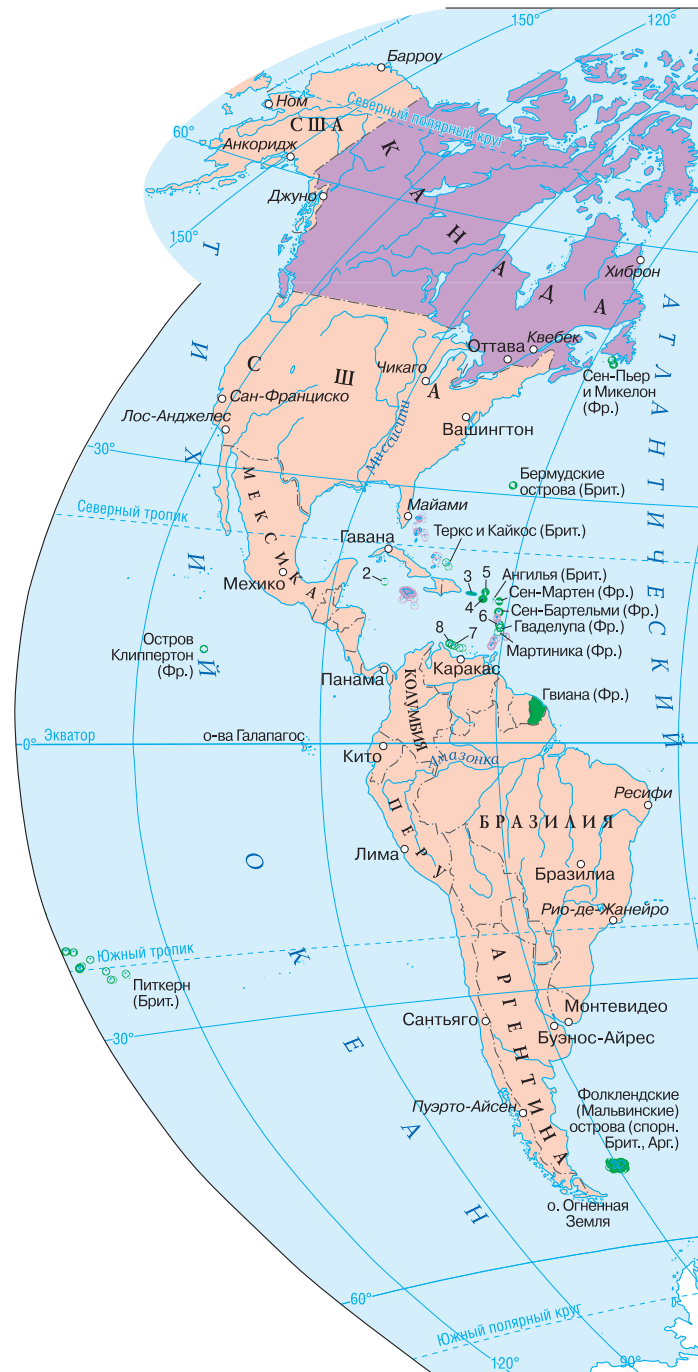 150°
120°
Барроу
Ном
США
Северный полярный круг
60°
Анкоридж
КАНАДА
Джуно
150°
Хиброн
ТИХИЙ ОКЕАН
АТЛАНТИЧЕСКИЙ
Оттава
Квебек
США
Чикаго
Сен-Пьер
и Микелон
(Фр.)
Сан-Франциско
Лос-Анджелес
Миссисипи
Вашингтон
30°
Бермудские
острова (Брит.)
МЕКСИКА
Северный тропик
Майами
Гавана
Теркс и Кайкос (Брит.)
Мехико
2
3
5
4
Ангилья (Брит.)
Сен-Мартен (Фр.)
Сен-Бартельми (Фр.)
6
Гваделупа (Фр.)
Мартиника (Фр.)
8
7
Остров
Клиппертон
(Фр.)
Панама
Каракас
КОЛУМБИЯ
Гвиана (Фр.)
0°
Экватор
о-ва Галапагос
Кито
Амазонка
Ресифи
ПЕРУ
БРАЗИЛИЯ
Лима
Бразилиа
Рио-де-Жанейро
Южный тропик
Питкерн
(Брит.)
АРГЕНТИНА
30°
Сантьяго
Монтевидео
Буэнос-Айрес
Пуэрто-Айсен
Фолклендские
(Мальвинские)
острова (спорн.
Брит., Арг.)
о. Огненная
Земля
60°
Южный полярный круг
120°
90°